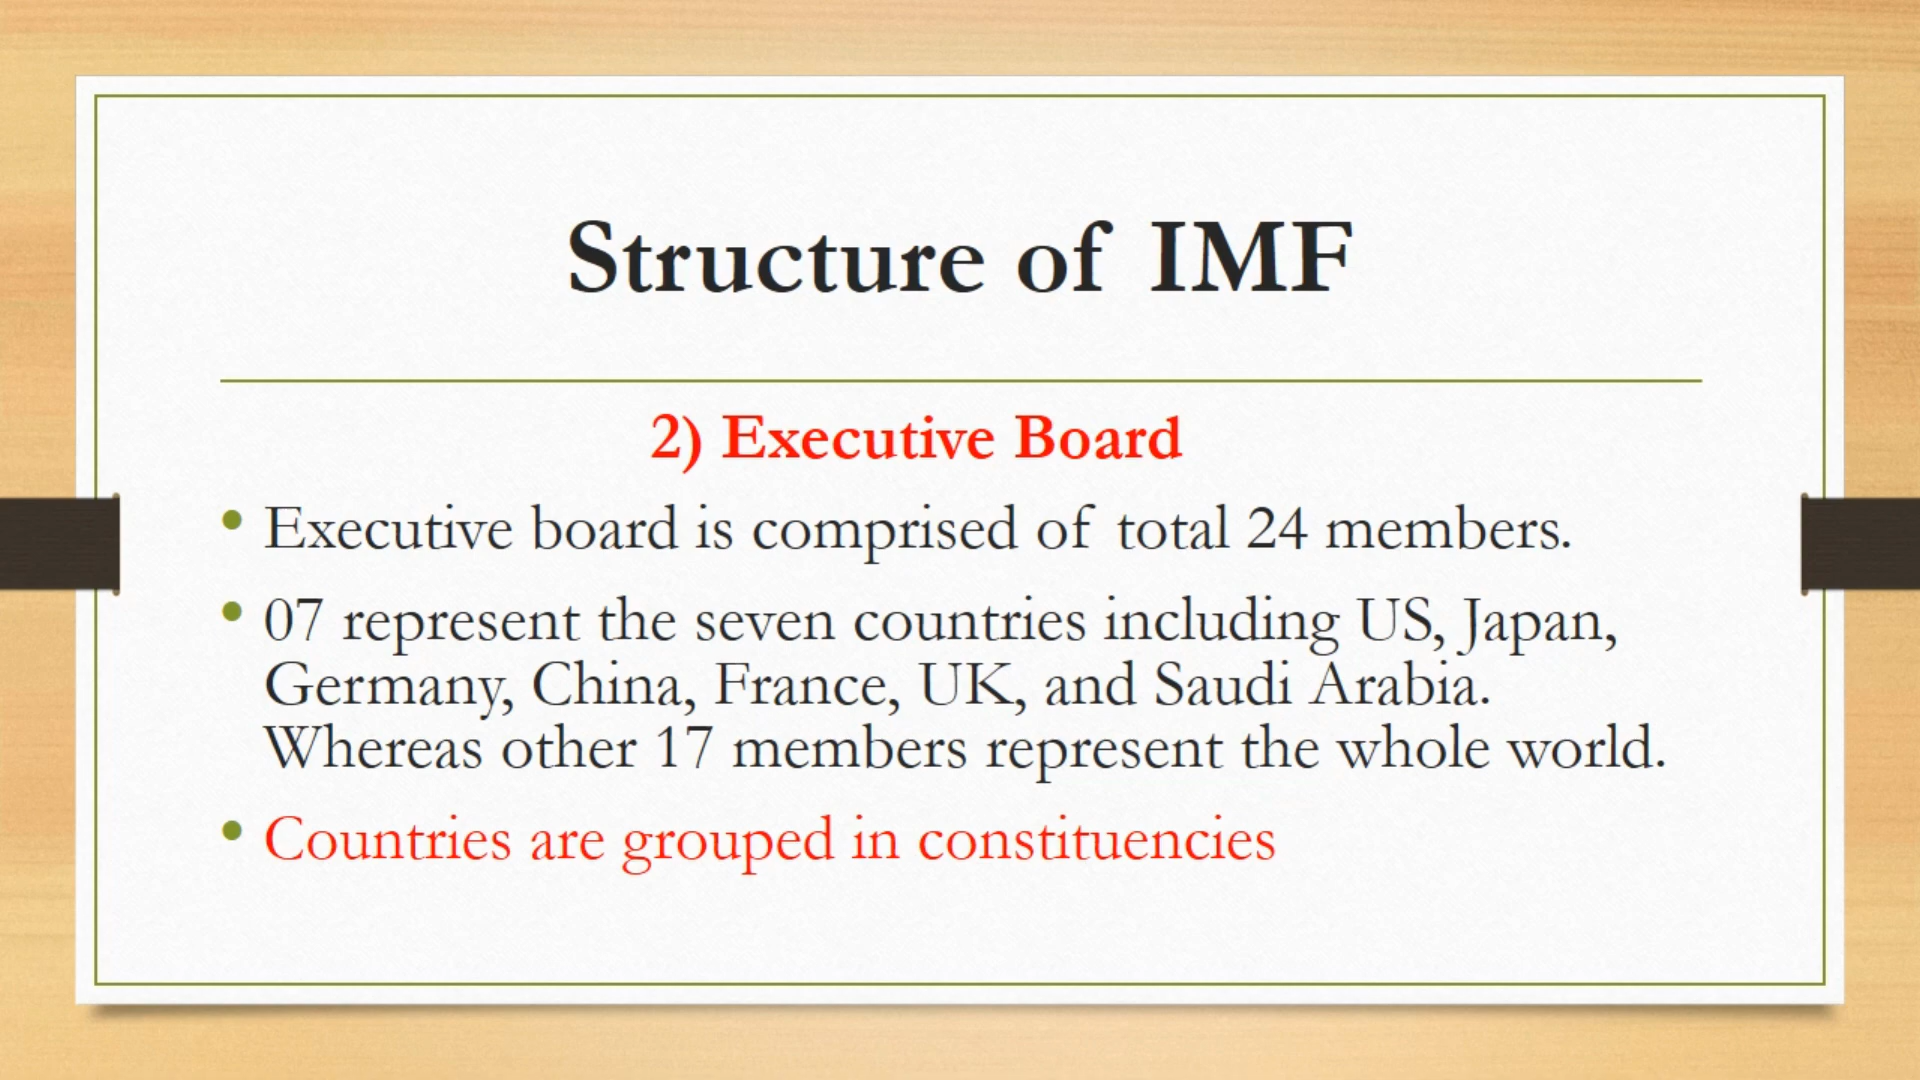 Structure of IMF
2) Executive Board
• Executive board is comprised of total 24 members.
• 07 represent the seven countries including US, Japan,
Germany, China, France, UK, and Saudi Arabia.
Whereas other 17 members represent the whole world.
• Countries are grouped in constituencies